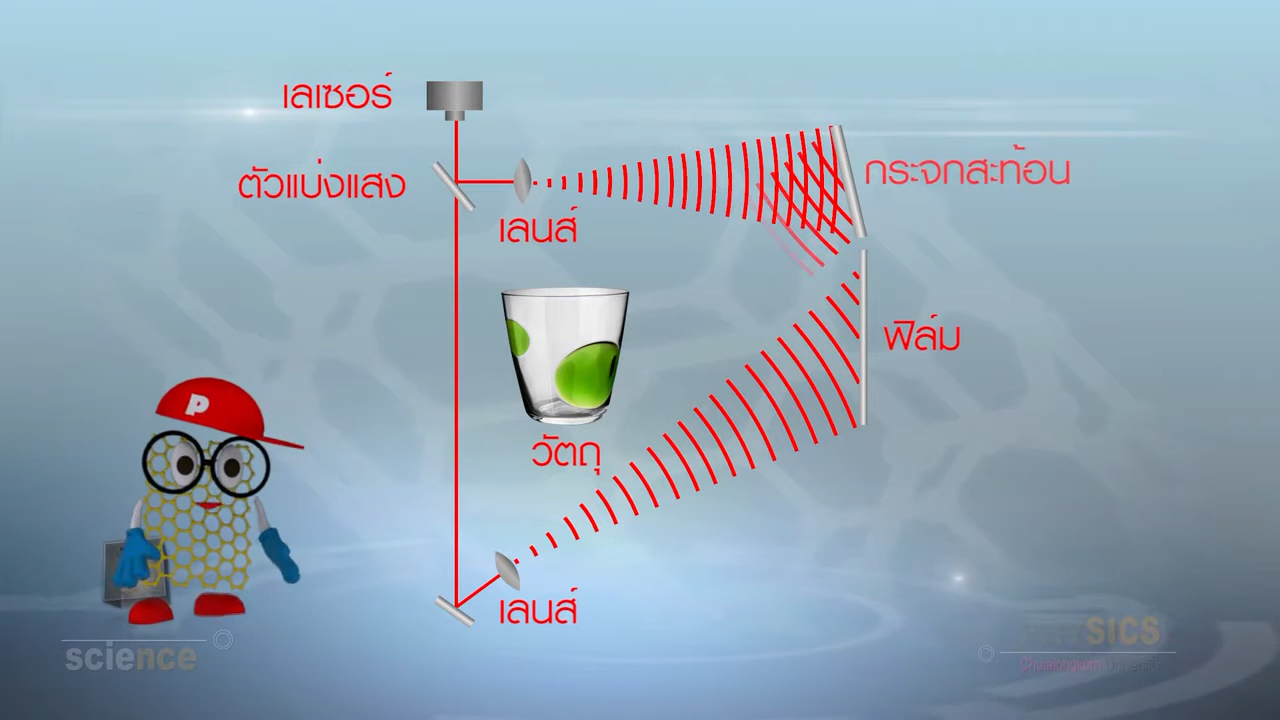 เลเซอร์
ตัวแบ่งแสง
กระจกสะท้อน
เลนส์
ฟิล์ม
วัตถุ
P
เลนส์
science
SICS
Chulalongkorn University